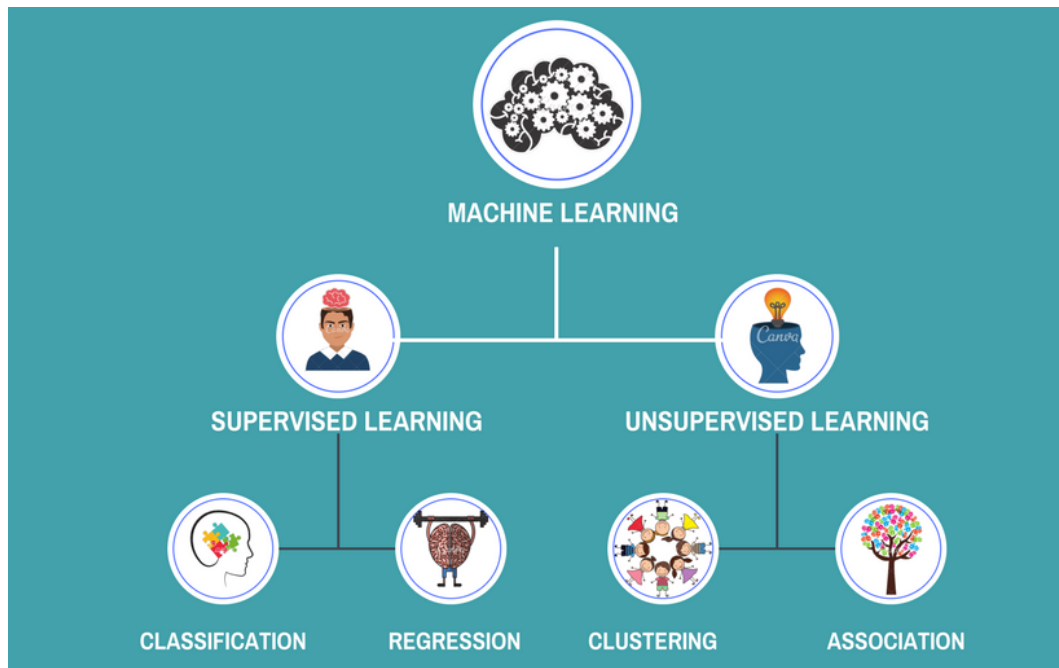 MACHINE LEARNING
Canva
SUPERVISED LEARNING
UNSUPERVISED LEARNING
CLASSIFICATION
REGRESSION
CLUSTERING
ASSOCIATION